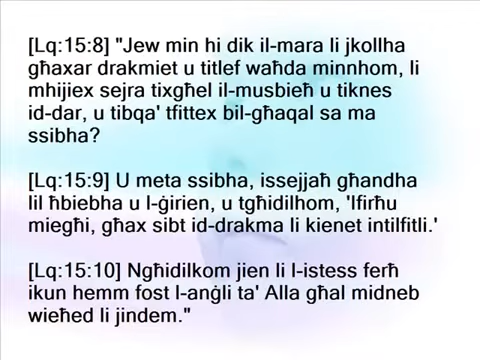 [Lq:15:8] "Jew min hi dik il-mara li jkollha
għaxar drakmiet u titlef waħda minnhom, li
mhijiex sejra tixgħel il-musbieħ u tiknes
id-dar, u tibqa' tfittex bil-għaqal sa ma
ssibha?
[Lq:15:9] U meta ssibha, issejjaħ għandha
lil ħbiebha u l-ġirien, u tgħidilhom, 'Ifirħu
miegħi, għax sibt id-drakma li kienet intilfitli.'
[Lq:15:10] Ngħidilkom jien li l-istess ferħ
ikun hemm fost l-anġli ta' Alla għal midneb
wieħed li jindem."